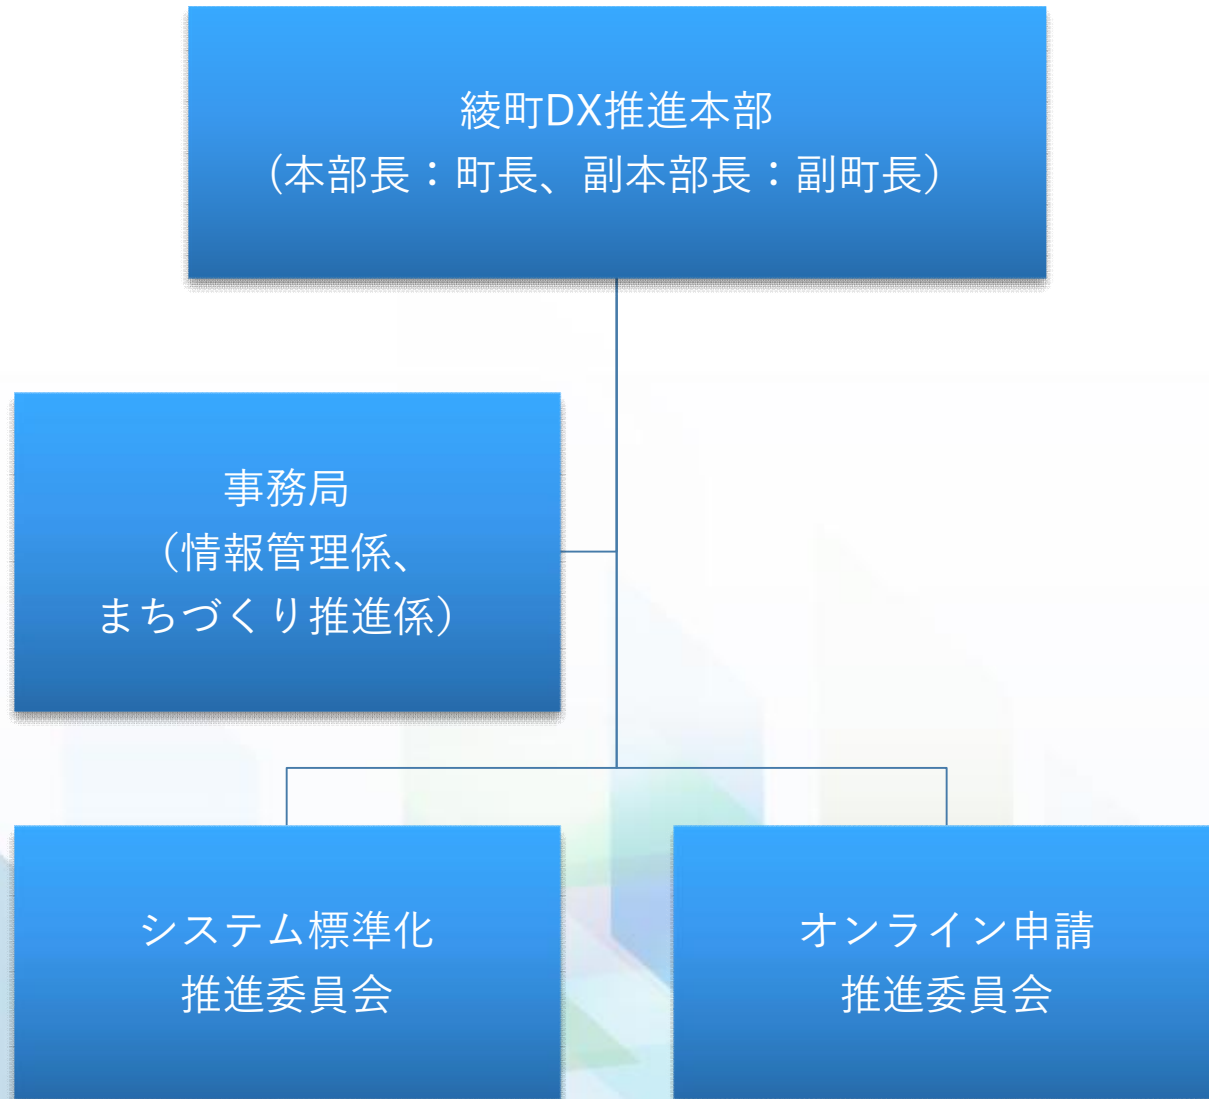 綾町DX推進本部
（本部長：町長、副本部長：副町長）
事務局
（情報管理係、
まちづくり推進係）
システム標準化
推進委員会
オンライン申請
推進委員会